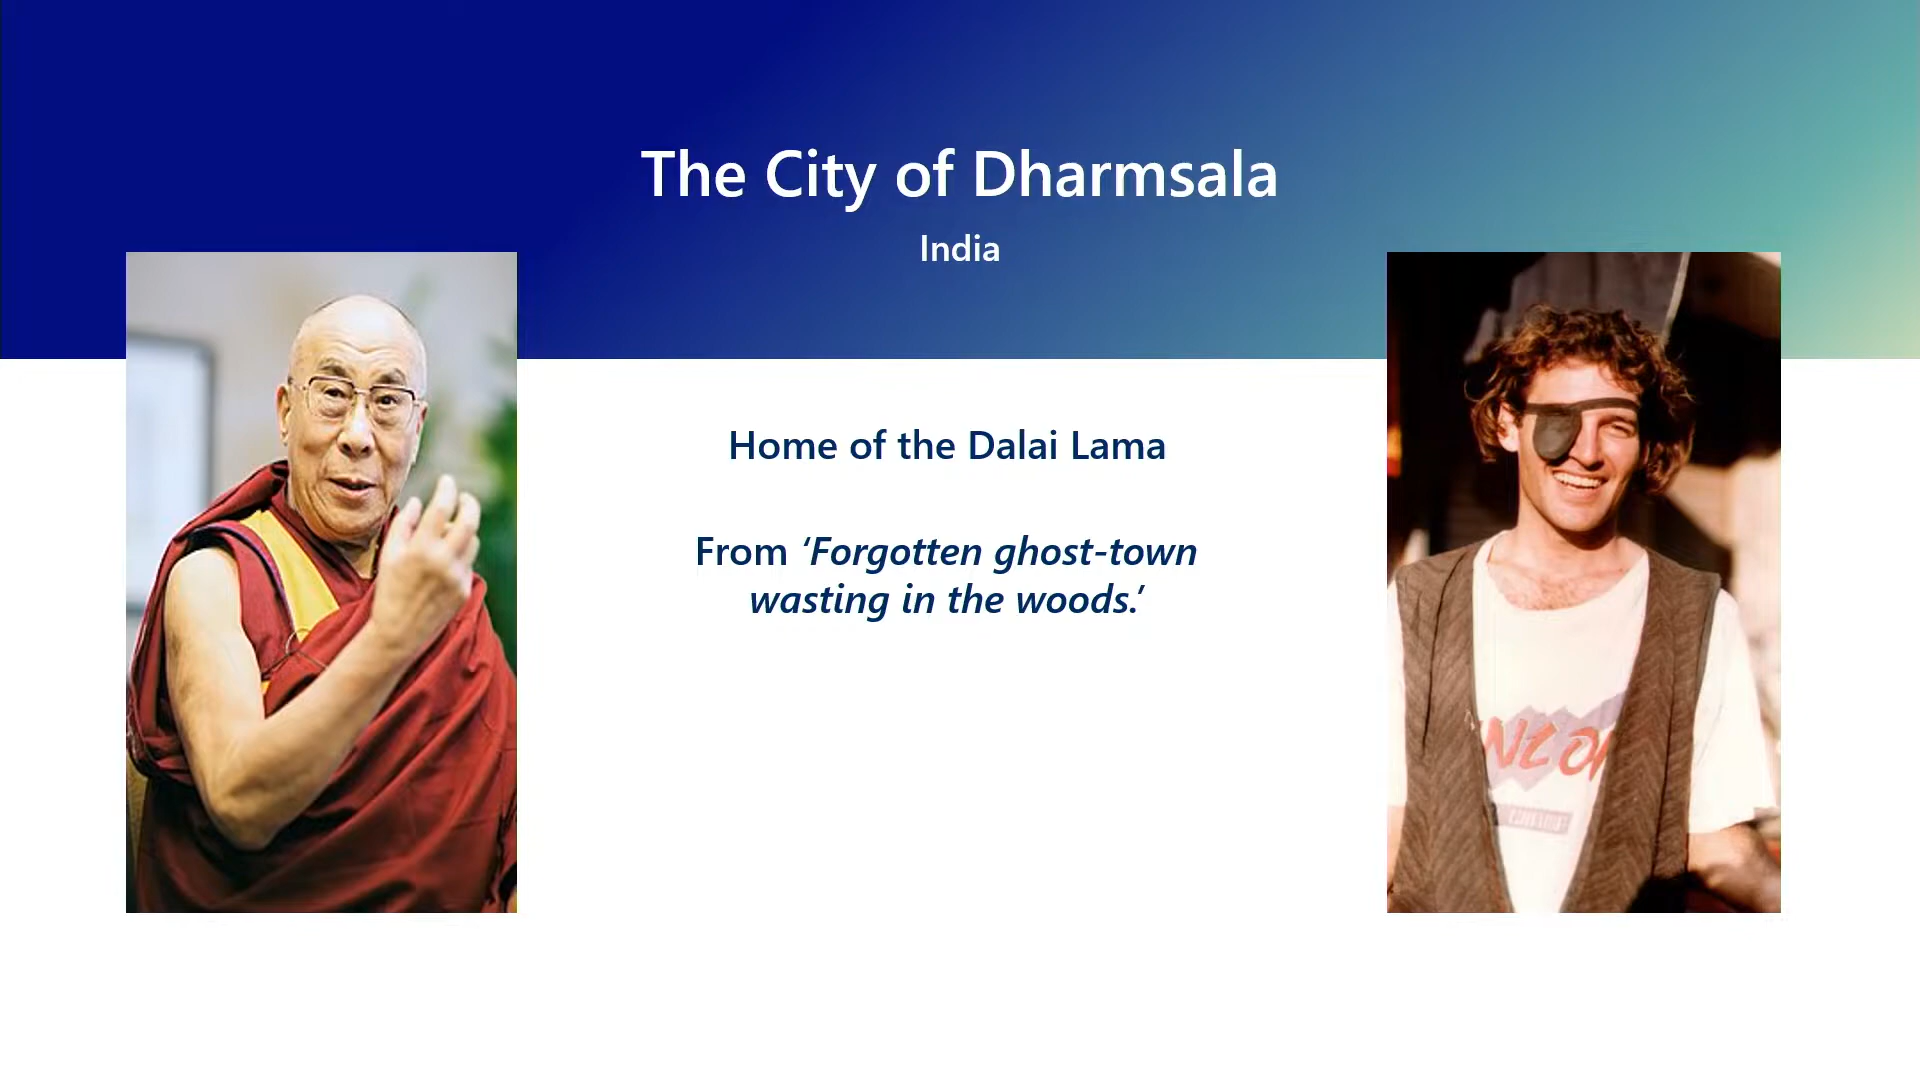 The City of Dharmsala
India
Home of the Dalai Lama
From ‘Forgotten ghost-town
wasting in the woods.’